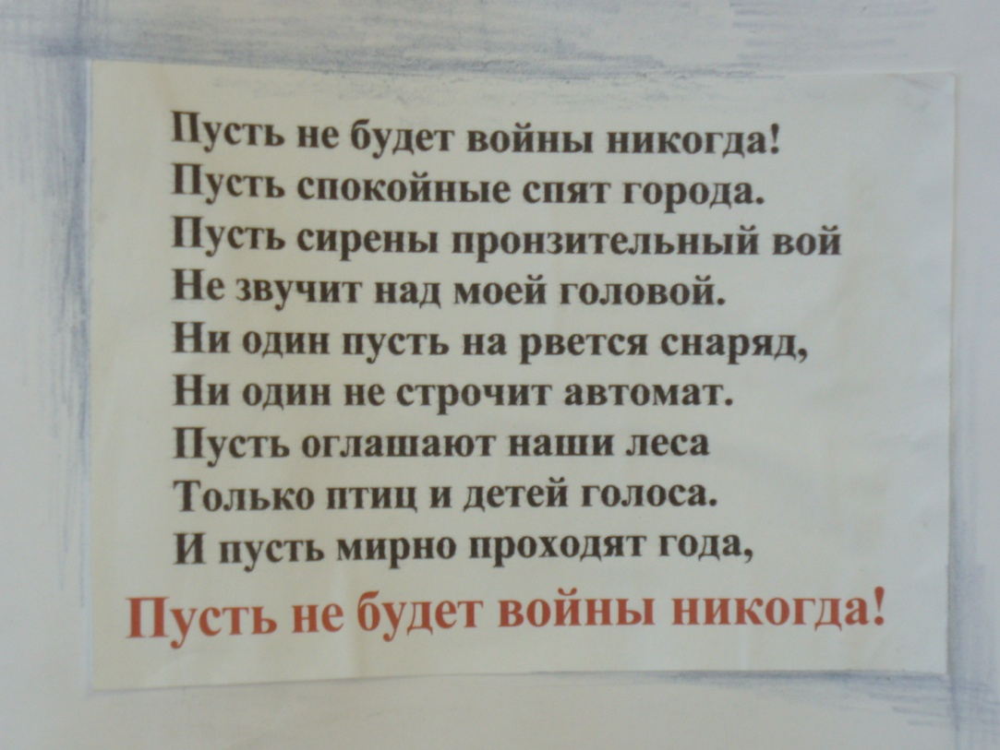 Пусть не будет войны никогда!
Пусть спокойные спят города.
Пусть сирены пронзительный вой
Не звучит над моей головой.
Ни один пусть на рвется снаряд,
Ни один не строчит автомат.
Пусть оглашают наши леса
Только птиц и детей голоса.
И пусть мирно проходят года,
Пусть не будет войны никогда!